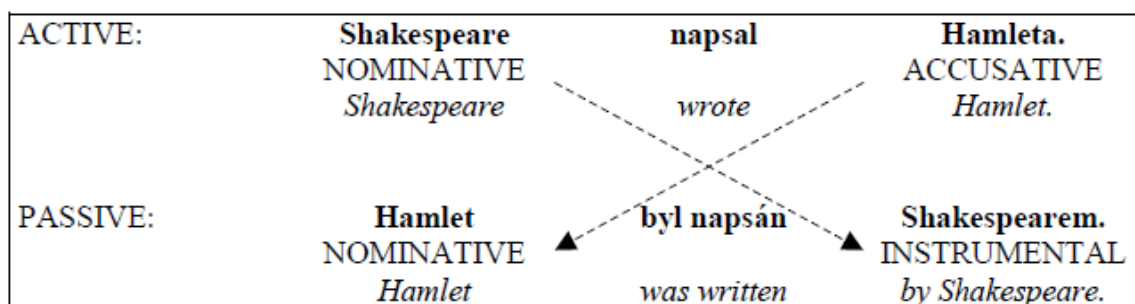 ACTIVE: Shakespeare napsal Hamleta.
NOMINATIVE ACCUSATIVE
Shakespeare wrote Hamlet.
PASSIVE: Hamlet byl napsán Shakespearem.
NOMINATIVE INSTRUMENTAL
Hamlet was written by Shakespeare.